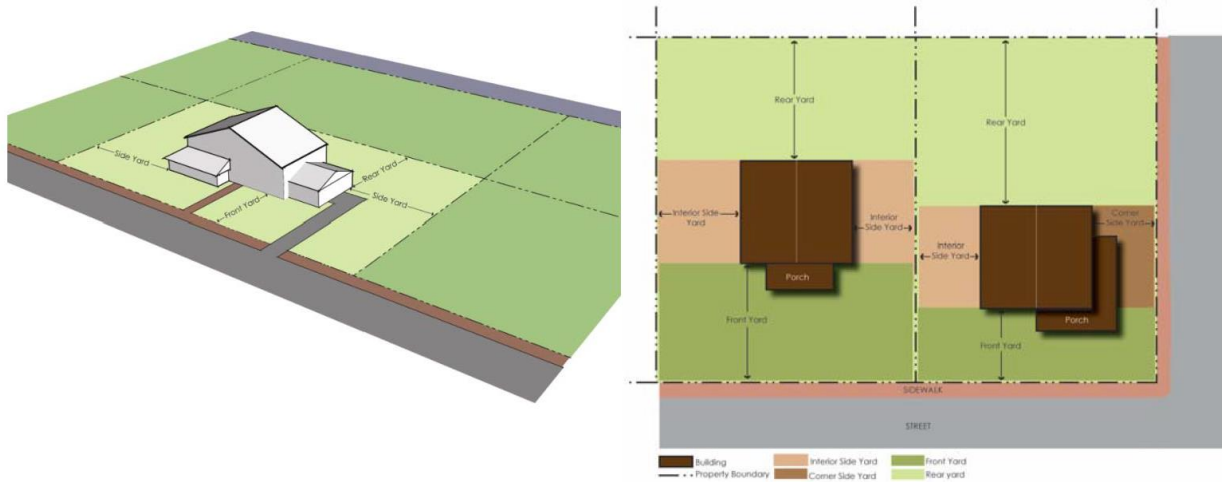 Side Yard
Rear Yard
Side Yard
Front Yard
Rear Yard
Rear Yard
Interior Side
Yard
Interior
Side Yard
Corner
Side Yard
Interior
Side Yard
Porch
Porch
Front Yard
Front Yard
SIDEWALK
STREET
Building
Property Boundary
Interior Side Yard
Corner Side Yard
Front Yard
Rear yard